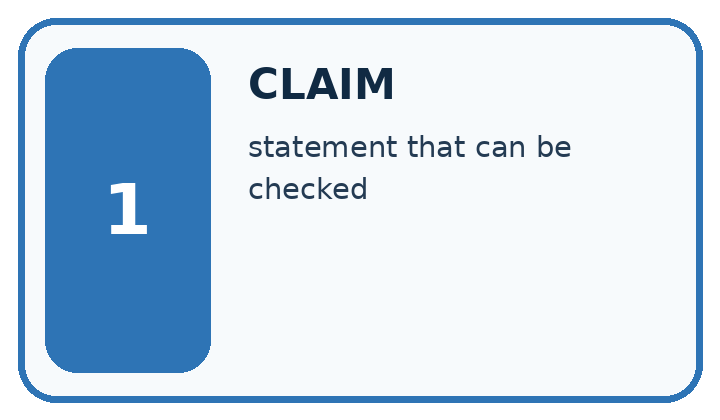 1
CLAIM
statement that can be
checked